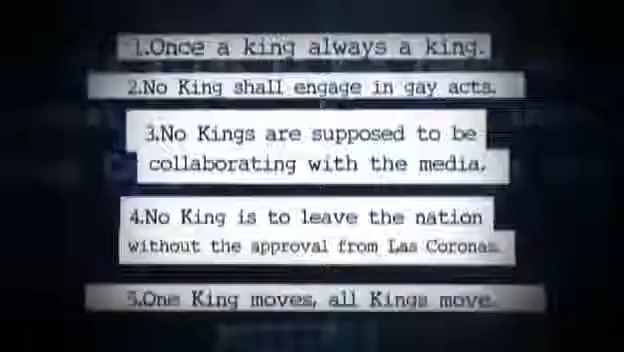 1.Once a king always a king.
2.No King shall engage in gay acts.
3.No Kings are supposed to be
collaborating with the media.
4.No King is to leave the nation
without the approval from Las Coronas.
5.One King moves, all Kings move.